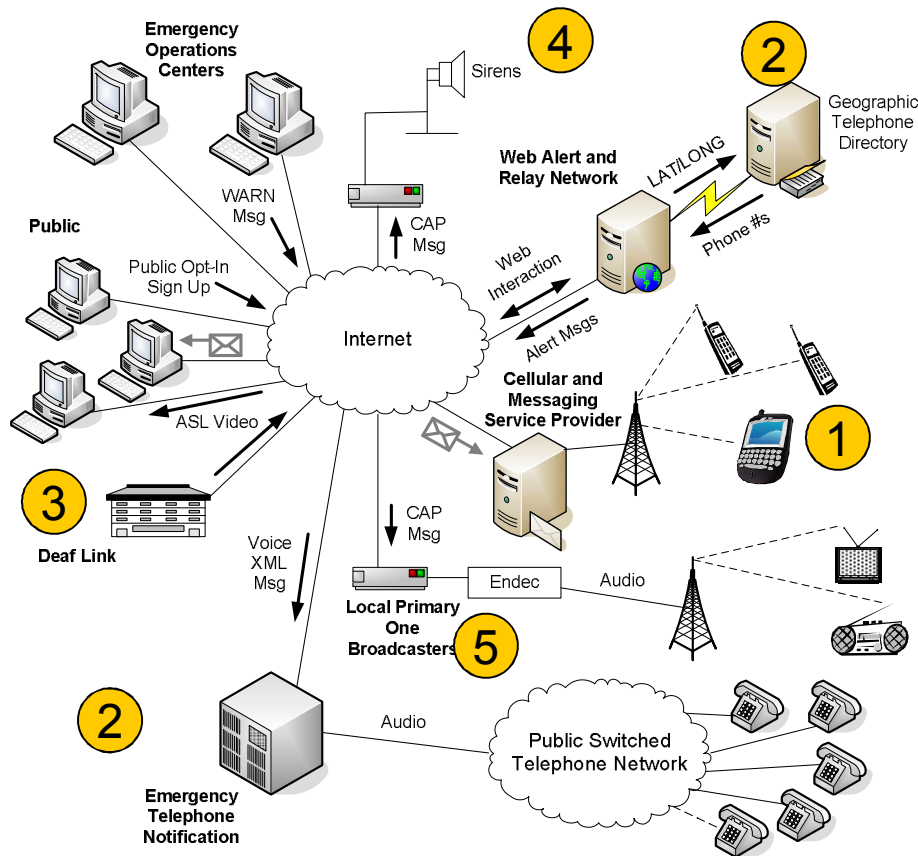 Emergency
Operations
Centers
4
Sirens
2
Geographic
Telephone
Directory
Web Alert and
Relay Network
LAT/LONG
Phone #s
WARN
Msg
CAP
Msg
Public
Public Opt-In
Sign Up
Web
Interaction
Alert Msgs
Internet
Cellular and
Messaging
Service Provider
1
ASL Video
3
Deaf Link
Voice
XML
Msg
CAP
Msg
Endec
Audio
Local Primary
One
Broadcasters
5
2
Audio
Public Switched
Telephone Network
Emergency
Telephone
Notification